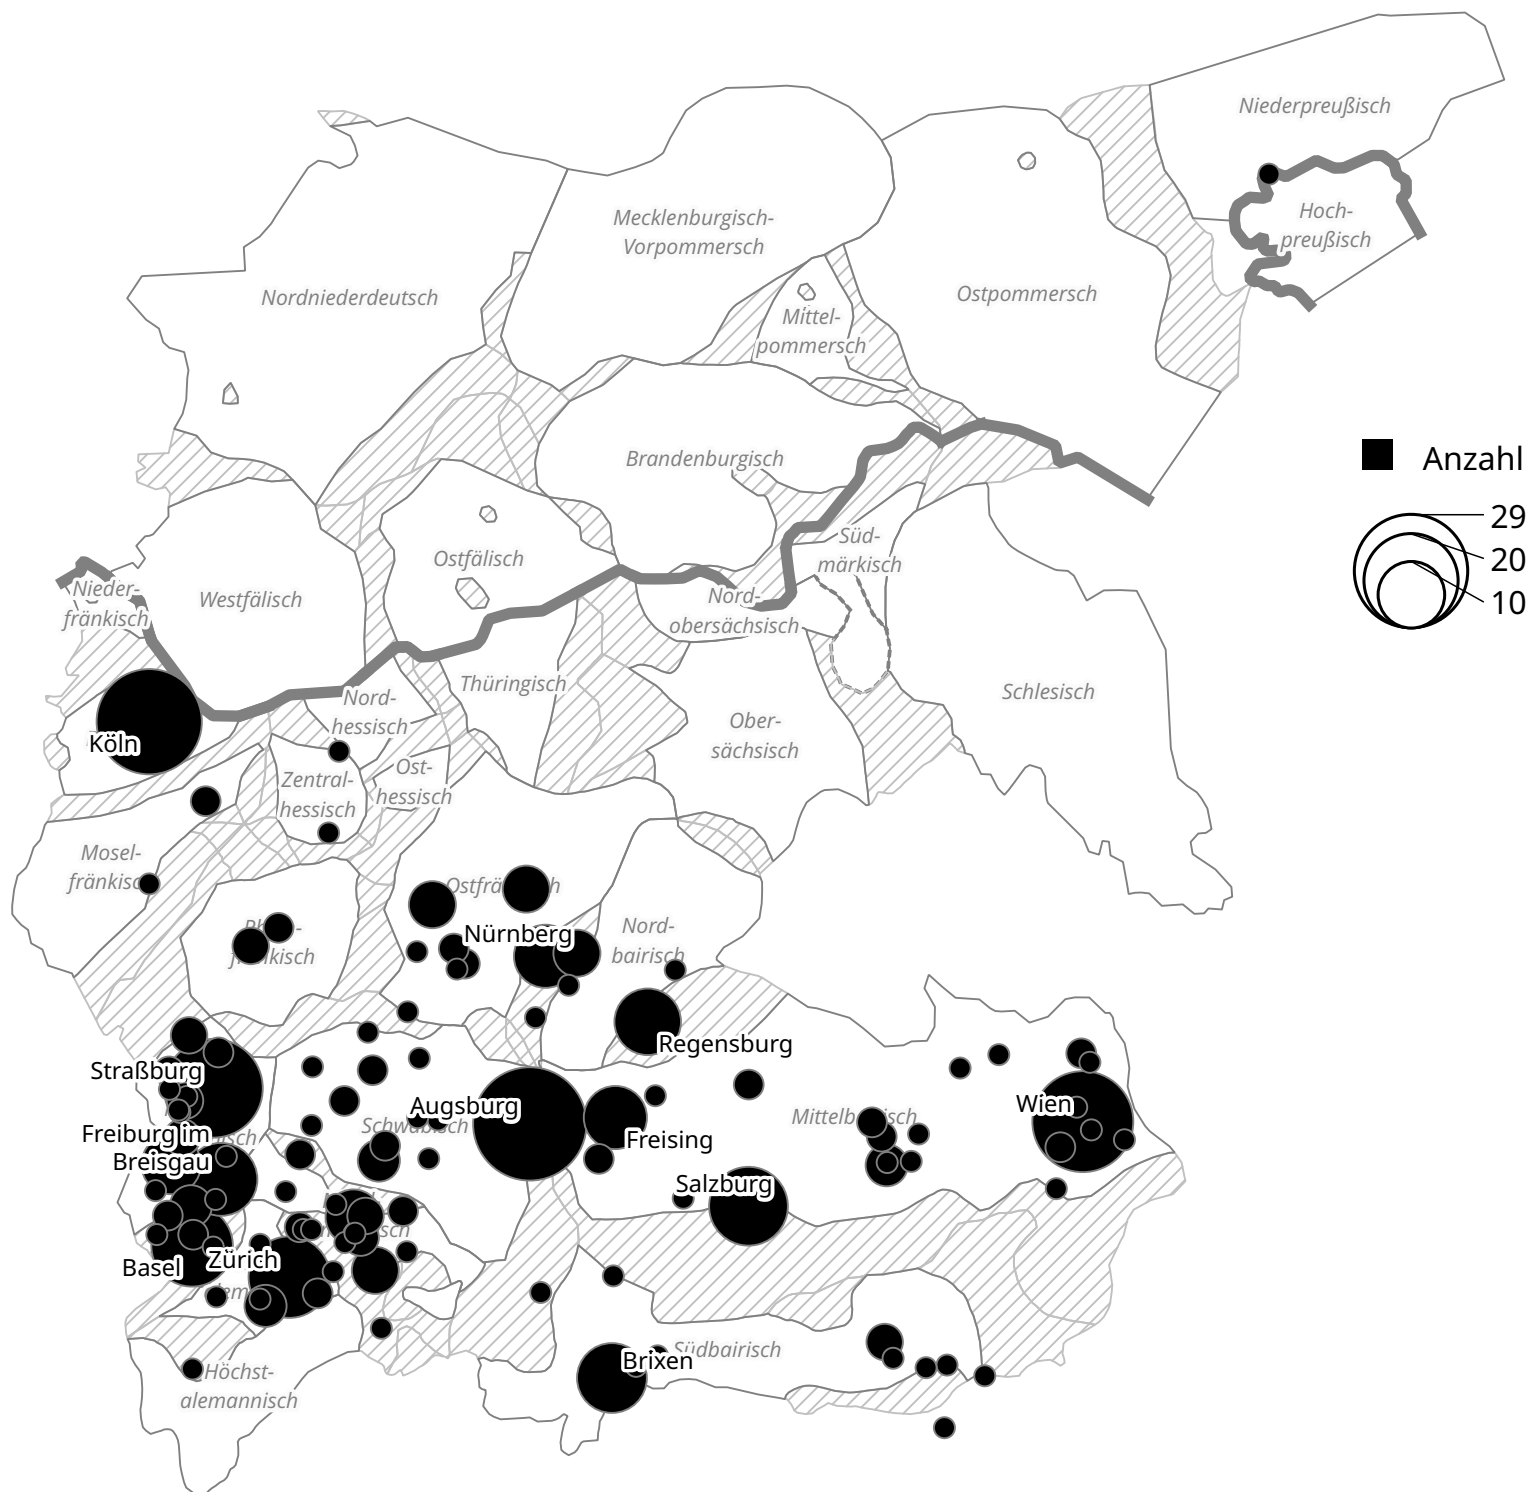 Niederpreußisch
Hoch-
preußisch
Mecklenburgisch-
Vorpommersch
Nordniederdeutsch
Ostpommersch
Mittel-
pommersch
Brandenburgisch
Anzahl
29
20
10
Süd-
märkisch
Ostfälisch
Nieder-
fränkisch
Westfälisch
Nord-
obersächsisch
Thüringisch
Schlesisch
Nord-
hessisch
Ober-
sächsisch
Köln
Zentral-
hessisch
Ost-
hessisch
Mosel-
Nord-
bairisch
Nürnberg
Regensburg
Straßburg
Augsburg
Schwäbisch
Wien
Freising
Freiburg im
Breisgau
Salzburg
Basel
Zürich
Brixen
Südbairisch
Höchst-
alemannisch